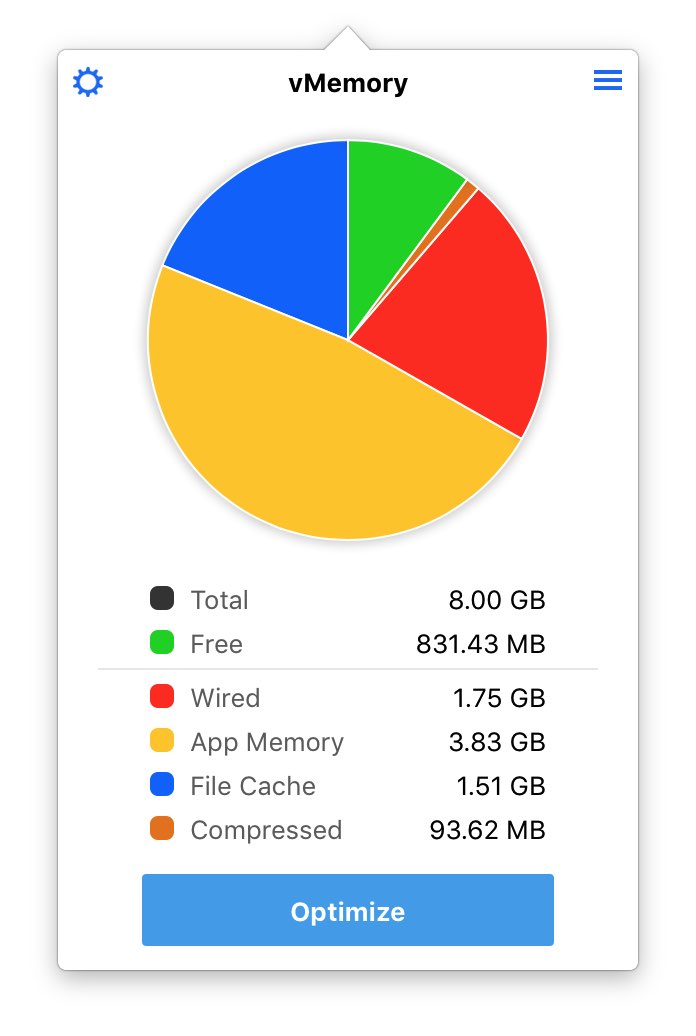 vMemory
Total 8.00 GB
Free 831.43 MB
Wired 1.75 GB
App Memory 3.83 GB
File Cache 1.51 GB
Compressed 93.62 MB
Optimize